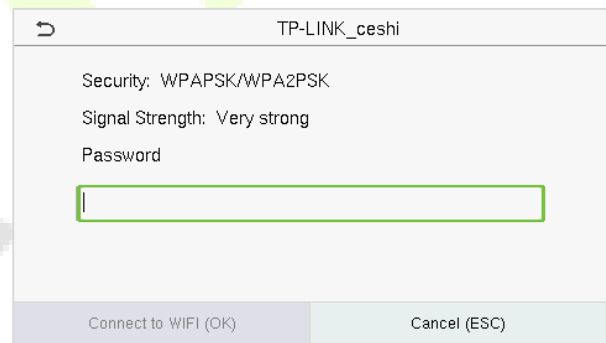 TP-LINK_ceshi
Security: WPAPSK/WPA2PSK
Signal Strength: Very strong
Password
Connect to WIFI (OK)
Cancel (ESC)